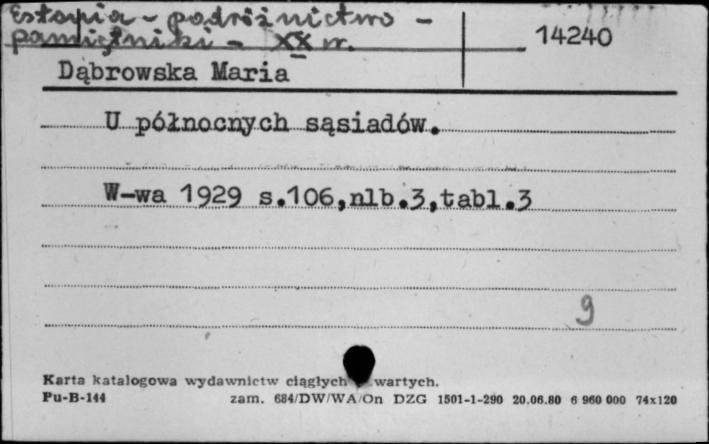 Estonia - podróżnictwo -
pamiętniki - XX w.
14240
Dąbrowska Maria
U północnych sąsiadów.
W-wa 1929 s.106,nlb.3,tabl.3
9
Karta katalogowa wydawnictw ciągłych wartych.
Pu-B-144 zam. 684/DW/WA/On DZG 1501-1-290 20.06.80 6 960 000 74x120